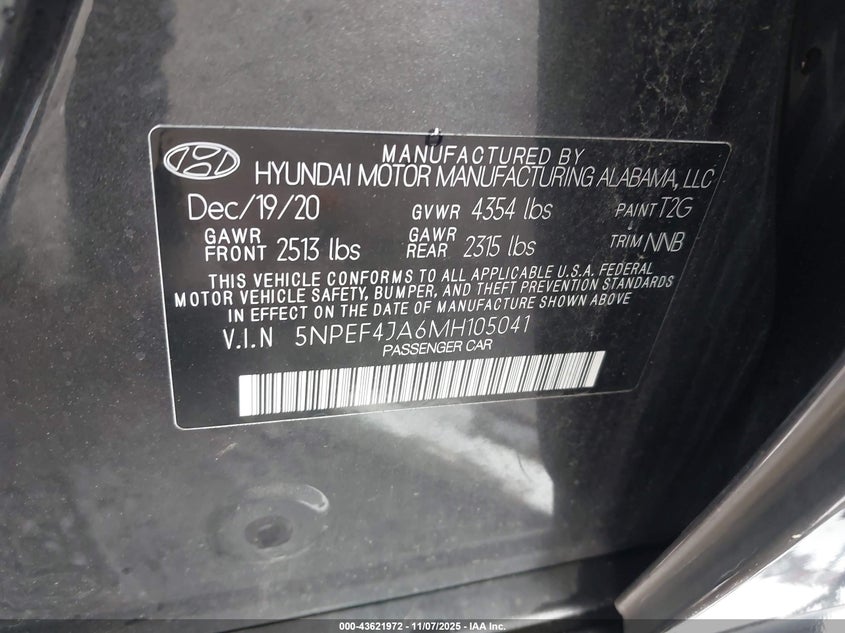 MANUFACTURED BY
HYUNDAI MOTOR MANUFACTURING ALABAMA, LLC
Dec/19/20 GVWR 4354 lbs PAINT T2G
GAWR FRONT 2513 lbs GAWR REAR 2315 lbs TRIM NNB
THIS VEHICLE CONFORMS TO ALL APPLICABLE U.S.A. FEDERAL
MOTOR VEHICLE SAFETY, BUMPER, AND THEFT PREVENTION STANDARDS
IN EFFECT ON THE DATE OF MANUFACTURE SHOWN ABOVE
V.I.N 5NPEF4JA6MH105041
PASSENGER CAR
000-43621972 - 11/07/2025 - IAA Inc.